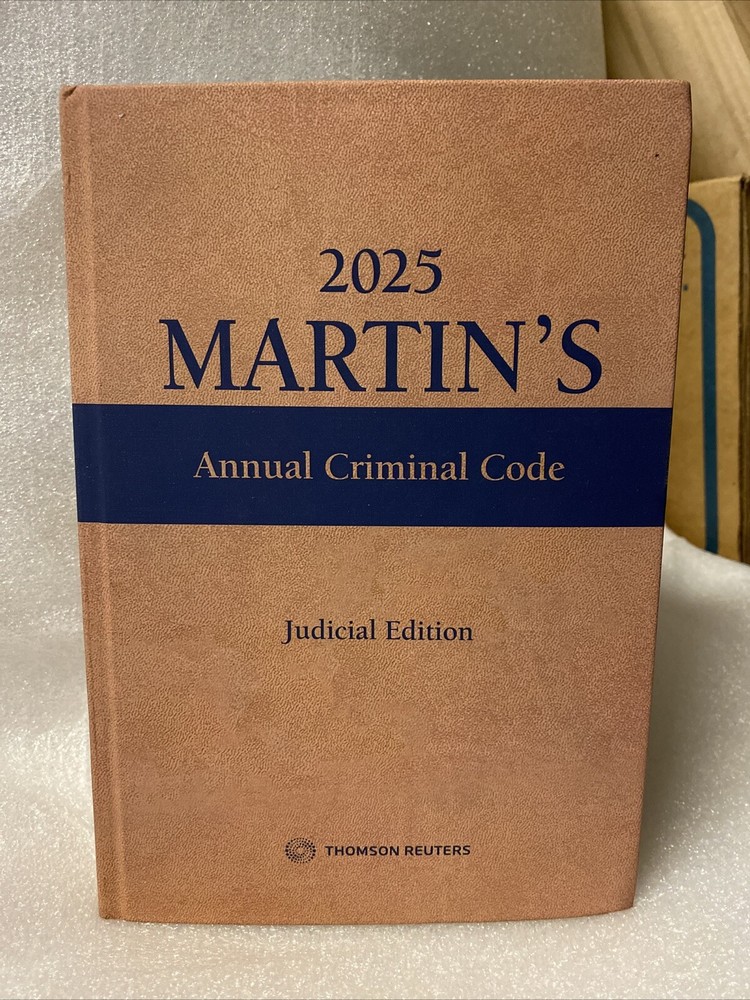 2025
MARTIN’S
Annual Criminal Code
Judicial Edition
THOMSON REUTERS